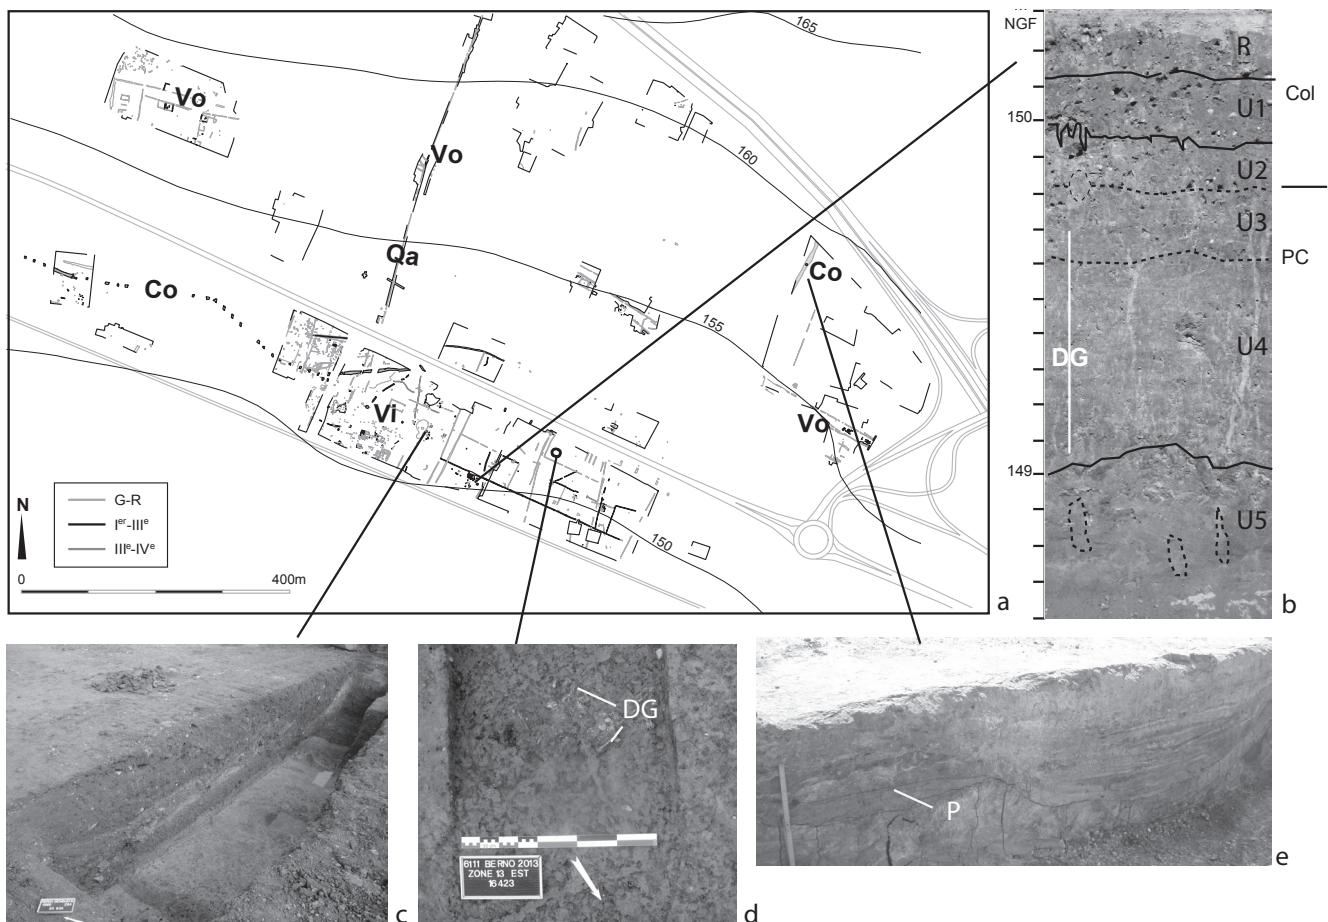 165
Vo
Vo
160
Qa
Co
Co
155
Vi
Vo
150
G-R
Iᵉʳ-IIIᵉ
IIIᵉ-IVᵉ
N
0
400m
a
NGF
150
149
R
U1
U2
U3
U4
DG
U5
Col
PC
b
c
DG
6111 BERNO 2013
ZONE 13 EST
16423
d
P
e